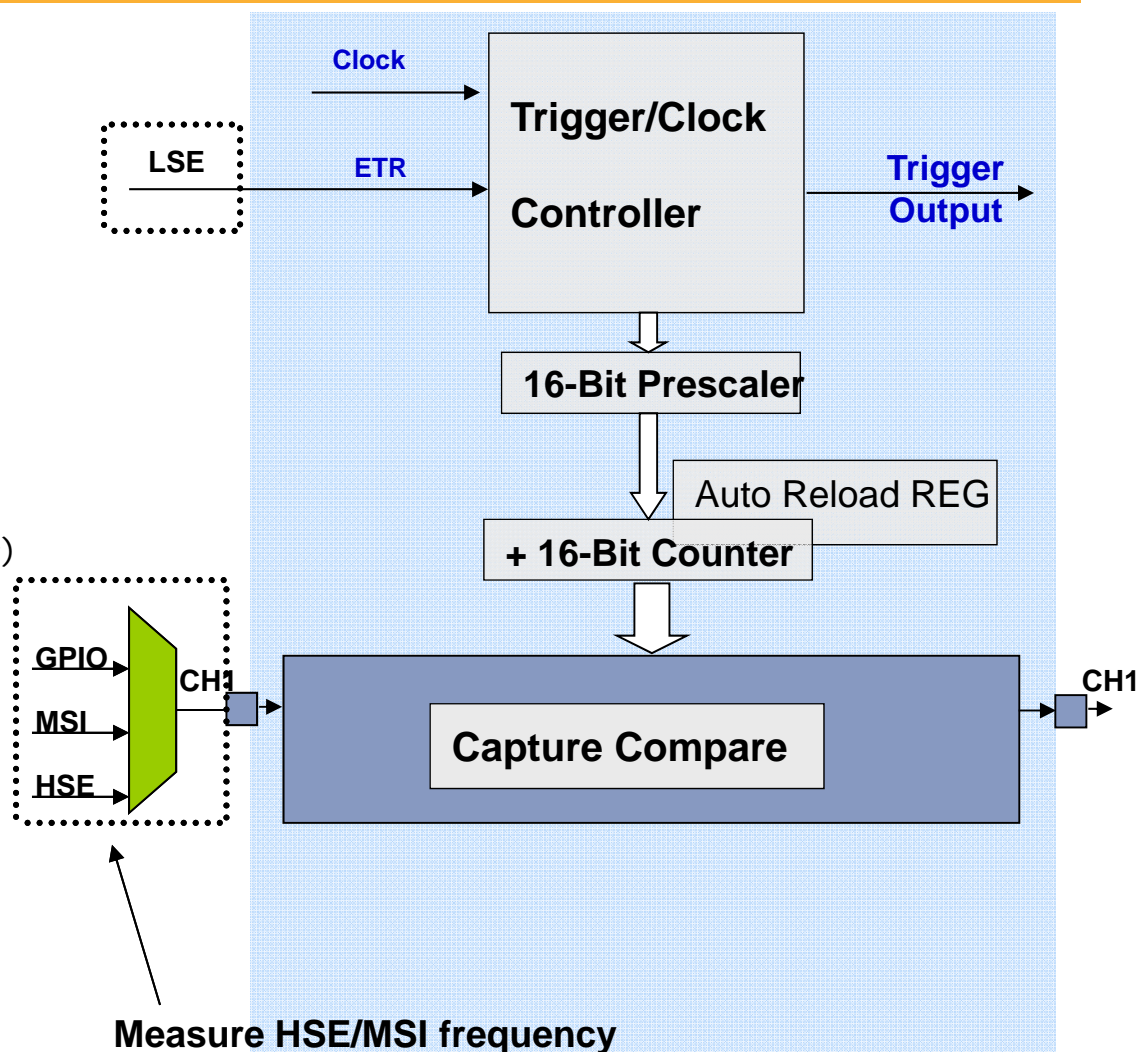 Clock
LSE
ETR
Trigger/Clock
Controller
Trigger
Output
16-Bit Prescaler
Auto Reload REG
+ 16-Bit Counter
)
GPIO
MSI
HSE
CH1
Capture Compare
CH1
Measure HSE/MSI frequency